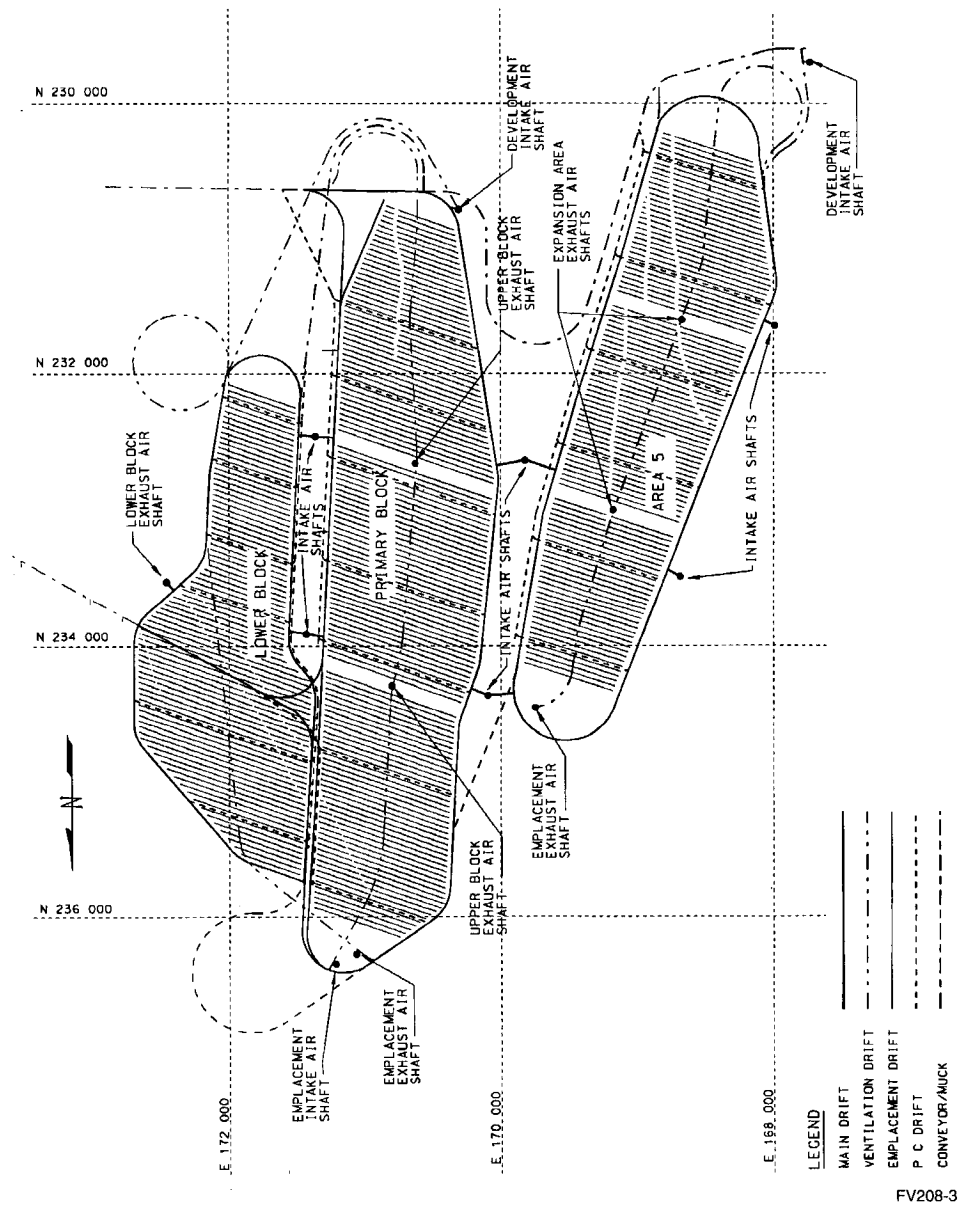 N 230 000
DEVELOPMENT
INTAKE AIR
SHAFT
DEVELOPMENT
INTAKE AIR
SHAFT
EXPANSION AREA
EXHAUST AIR
SHAFTS
UPPER BLOCK
EXHAUST AIR
SHAFT
N 232 000
LOWER BLOCK
EXHAUST AIR
SHAFT
INTAKE AIR
SHAFTS
PRIMARY BLOCK
LOWER BLOCK
AREA 5
INTAKE AIR SHAFTS
INTAKE AIR SHAFTS
N 234 000
N
EMPLACEMENT
EXHAUST AIR
SHAFT
UPPER BLOCK
EXHAUST AIR
SHAFT
N 236 000
EMPLACEMENT
INTAKE AIR
SHAFT
EMPLACEMENT
EXHAUST AIR
SHAFT
E 172 000
E 170 000
E 168 000
LEGEND
MAIN DRIFT
VENTILATION DRIFT
EMPLACEMENT DRIFT
P C DRIFT
CONVEYOR/MUCK
FV208-3